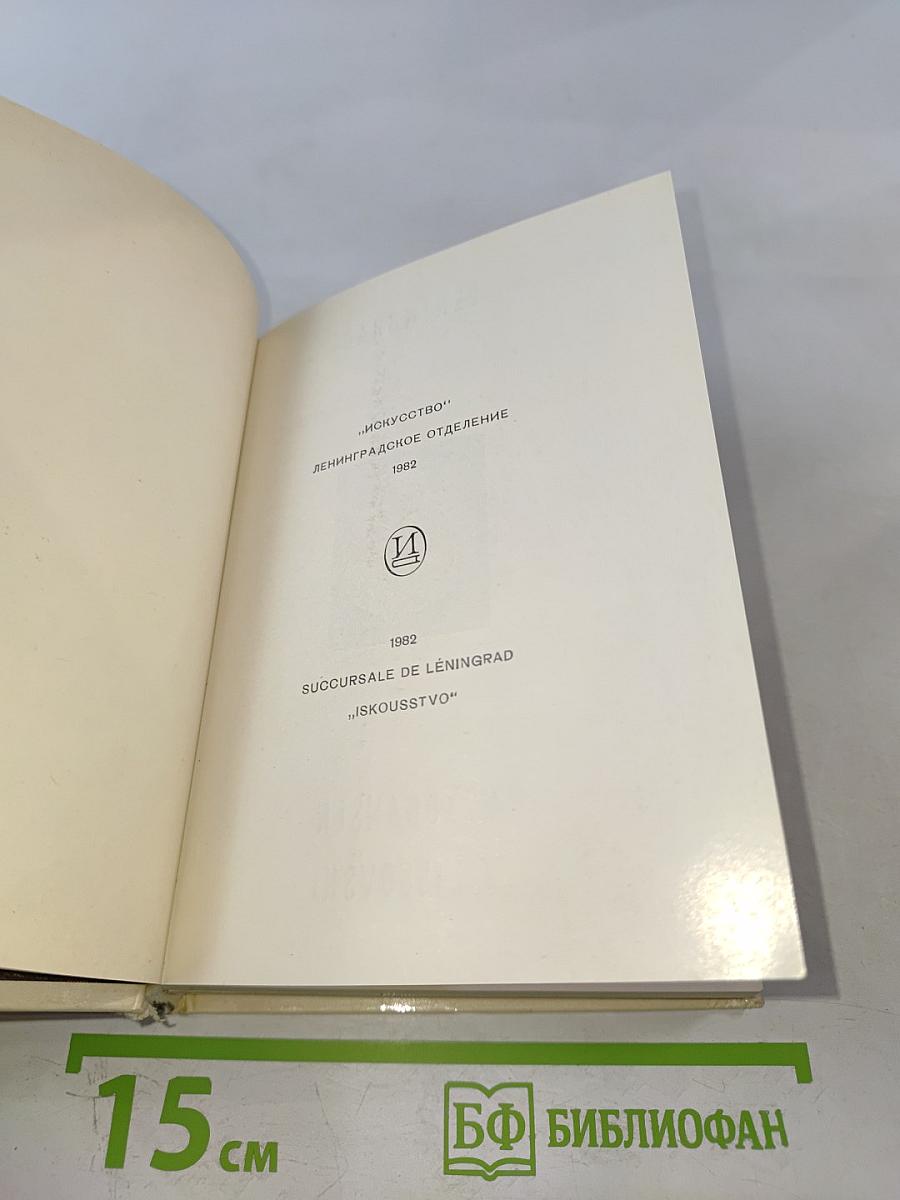 „ИСКУССТВО“
ЛЕНИНГРАДСКОЕ ОТДЕЛЕНИЕ
1982
И
1982
SUCCURSALE DE LÉNINGRAD
„ISKOUSSTVO“
15 см
БФ БИБЛИОФАН